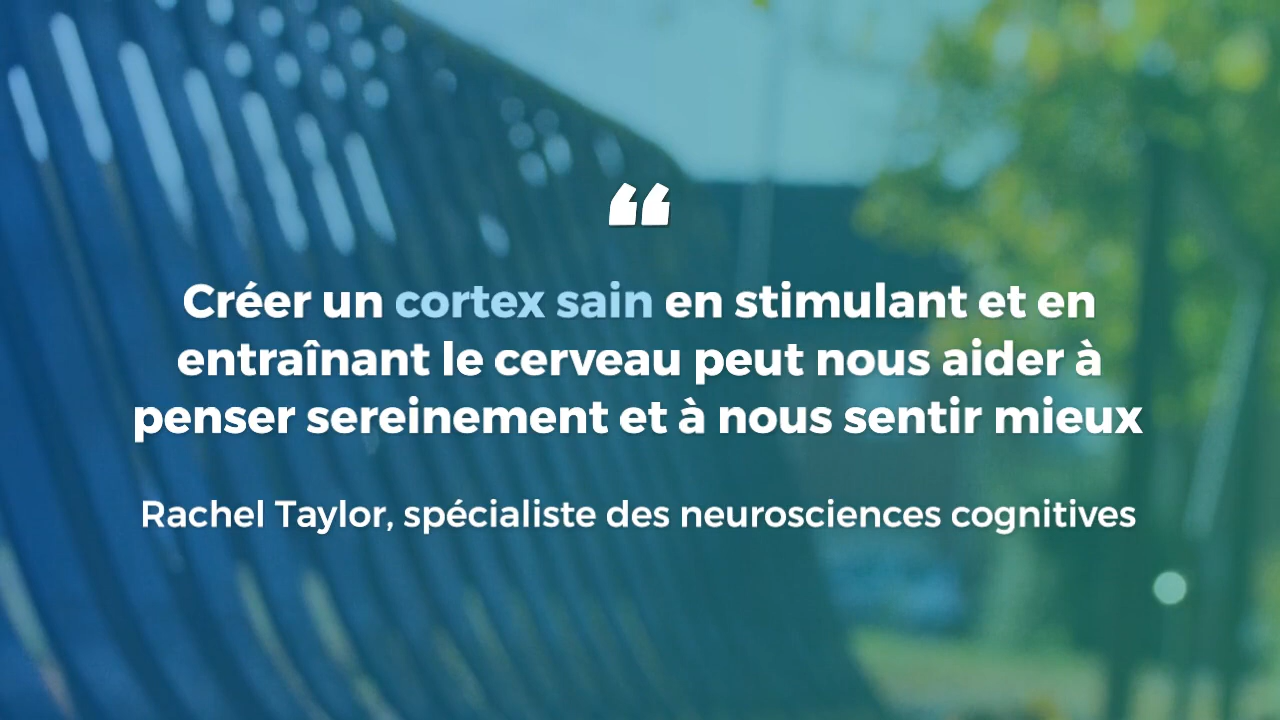 “
Créer un cortex sain en stimulant et en
entraînant le cerveau peut nous aider à
penser sereinement et à nous sentir mieux
Rachel Taylor, spécialiste des neurosciences cognitives